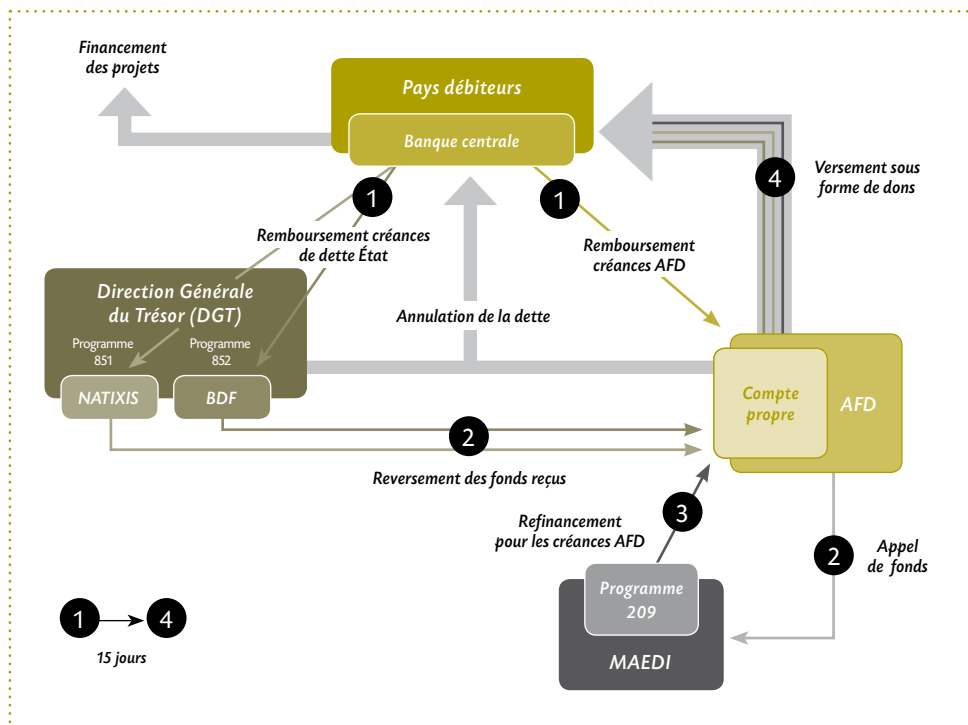 Financement
des projets
Pays débiteurs
Banque centrale
1
1
4
Versement sous
forme de dons
Remboursement créances
de dette État
Remboursement
créances AFD
Direction Générale
du Trésor (DGT)
Programme
851
Programme
852
NATIXIS
BDF
Annulation de la dette
Compte
propre
AFD
2
Reversement des fonds reçus
3
Refinancement
pour les créances AFD
2
Appel
de fonds
Programme
209
MAEDI
1
4
15 jours